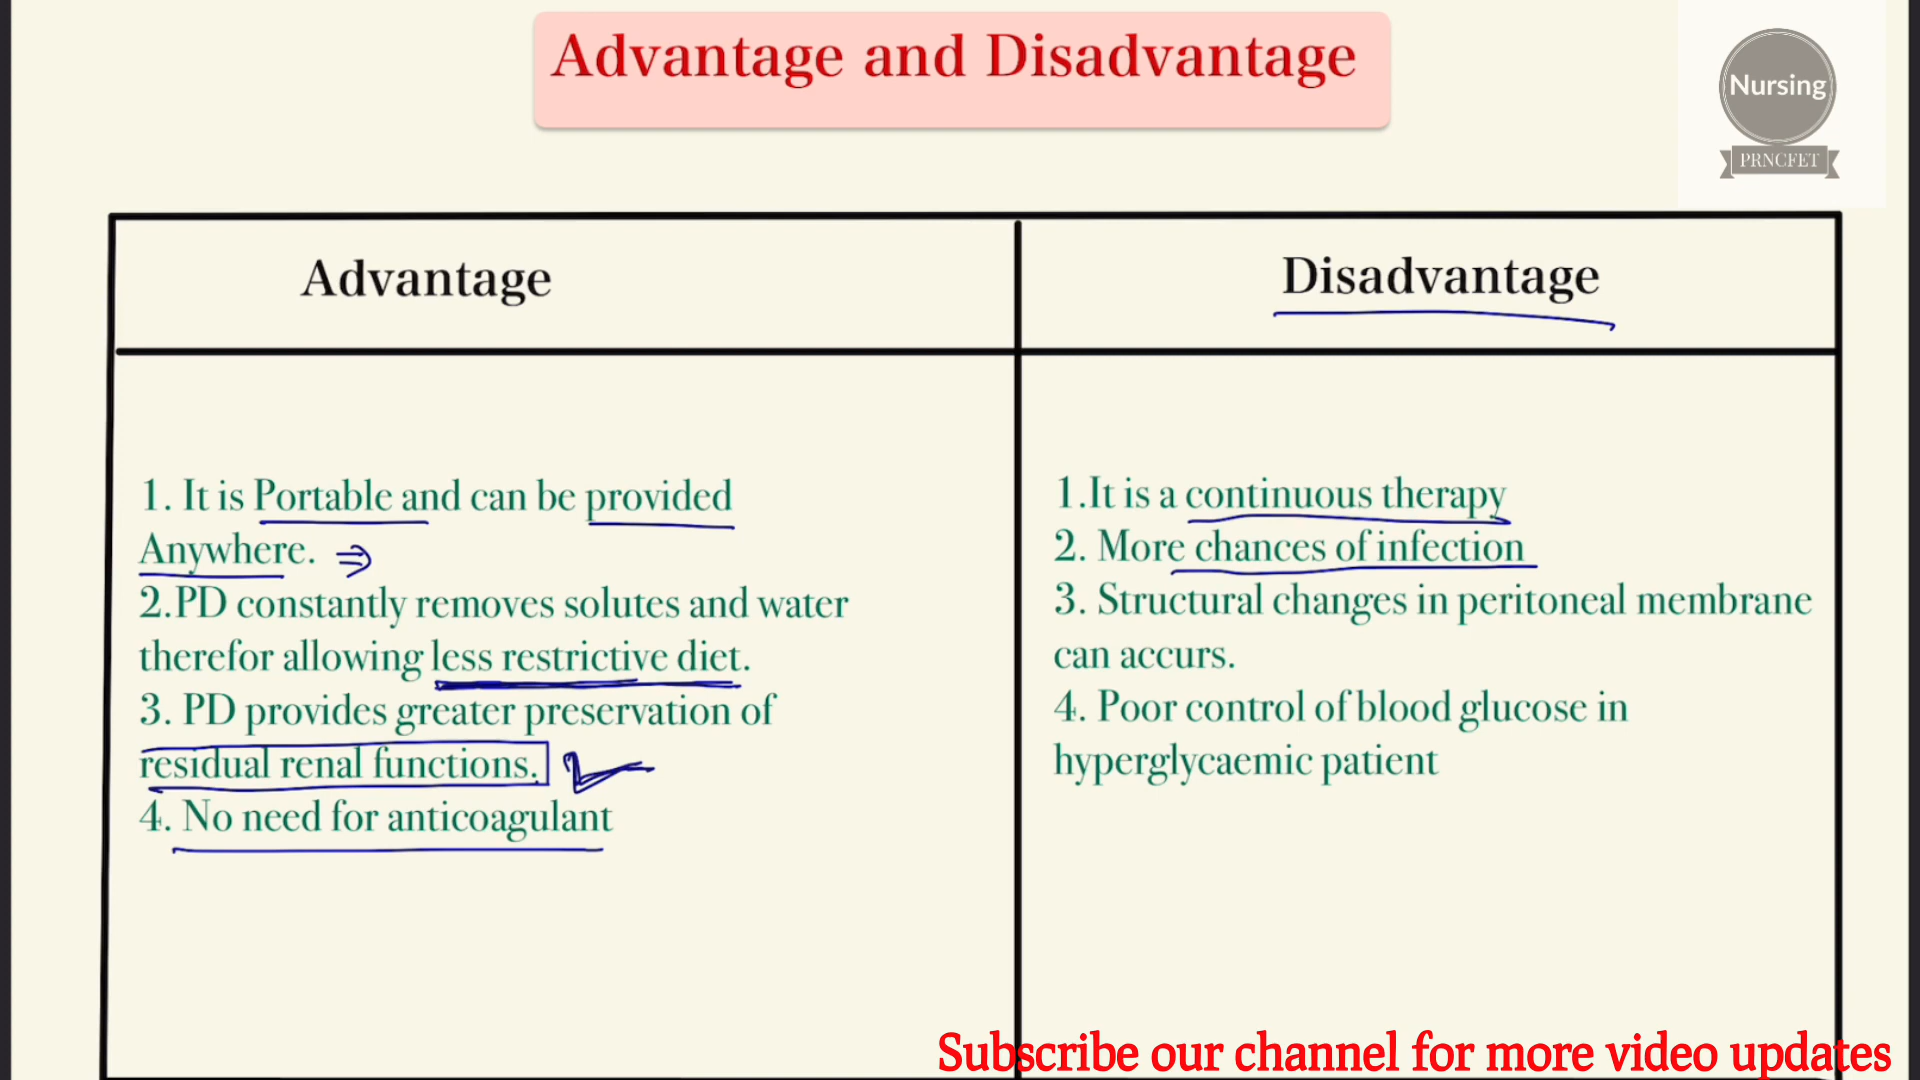 Advantage and Disadvantage
Nursing
PRNCFET
Advantage
Disadvantage
1. It is Portable and can be provided
Anywhere.
2.PD constantly removes solutes and water
therefor allowing less restrictive diet.
3. PD provides greater preservation of
residual renal functions.
4. No need for anticoagulant
1.It is a continuous therapy
2. More chances of infection
3. Structural changes in peritoneal membrane
can accurs.
4. Poor control of blood glucose in
hyperglycaemic patient
Subscribe our channel for more video updates